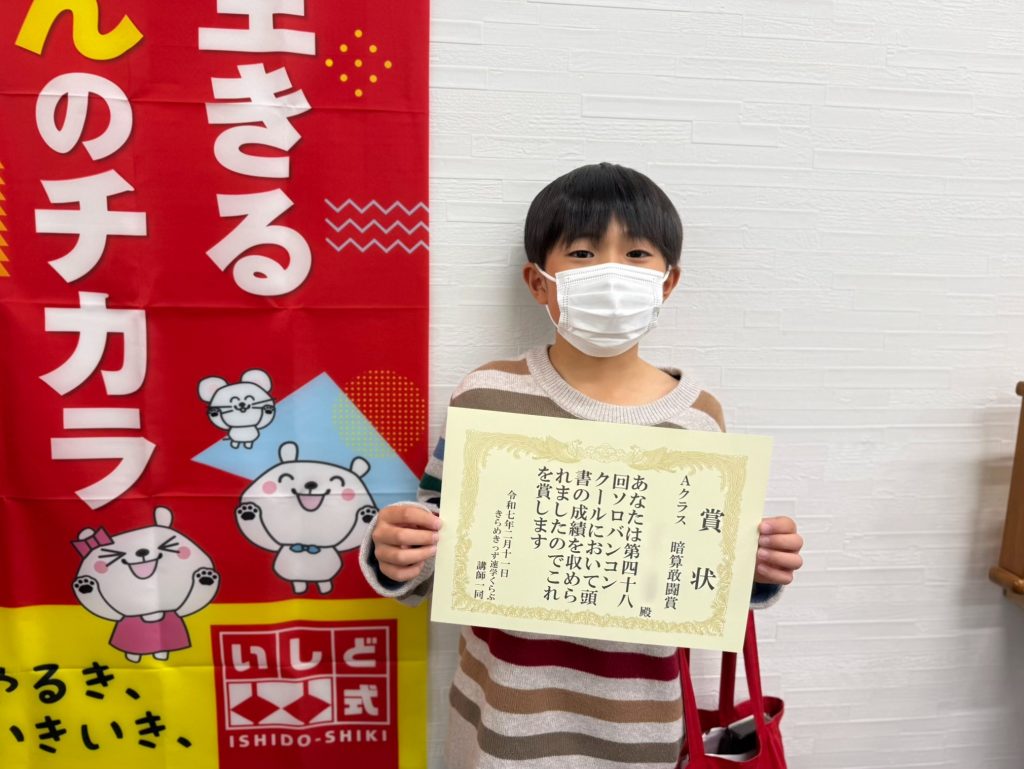 んのチカラ
生きる
やるき、
いきいき、
いしど
式
ISHIDO-SHIKI
賞状
Aクラス 暗算敢闘賞
殿
あなたは第四十八
回ソロバンコン
クールにおいて頭
書の成績を収めら
れましたのでこれ
を賞します
令和七年二月十一日
きらめきっず速学くらぶ
講師一同